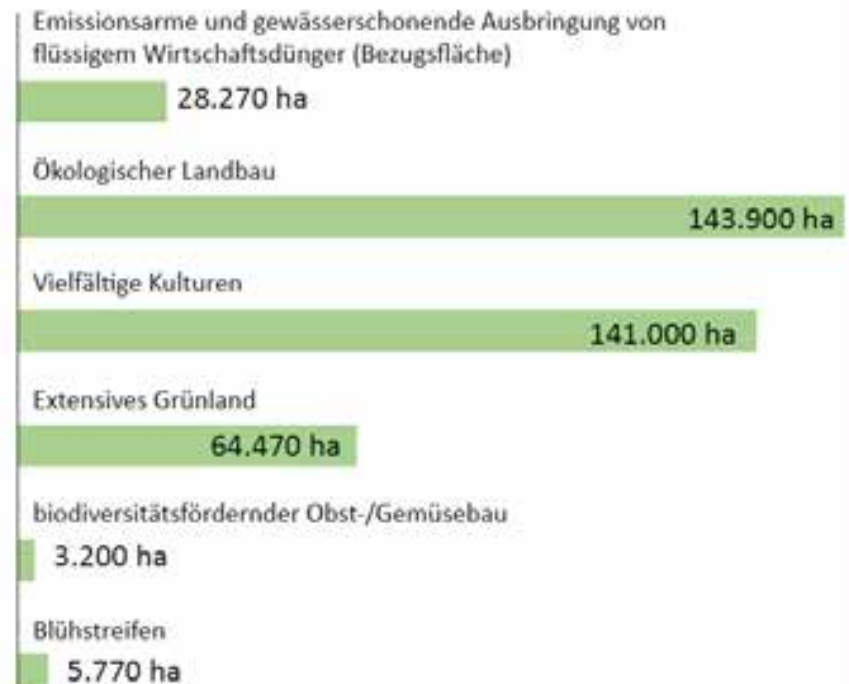 Emissionsarme und gewässerschonende Ausbringung von
flüssigem Wirtschaftsdünger (Bezugsfläche)
28.270 ha
Ökologischer Landbau
143.900 ha
Vielfältige Kulturen
141.000 ha
Extensives Grünland
64.470 ha
biodiversitätsfördernder Obst-/Gemüsebau
3.200 ha
Blühstreifen
5.770 ha